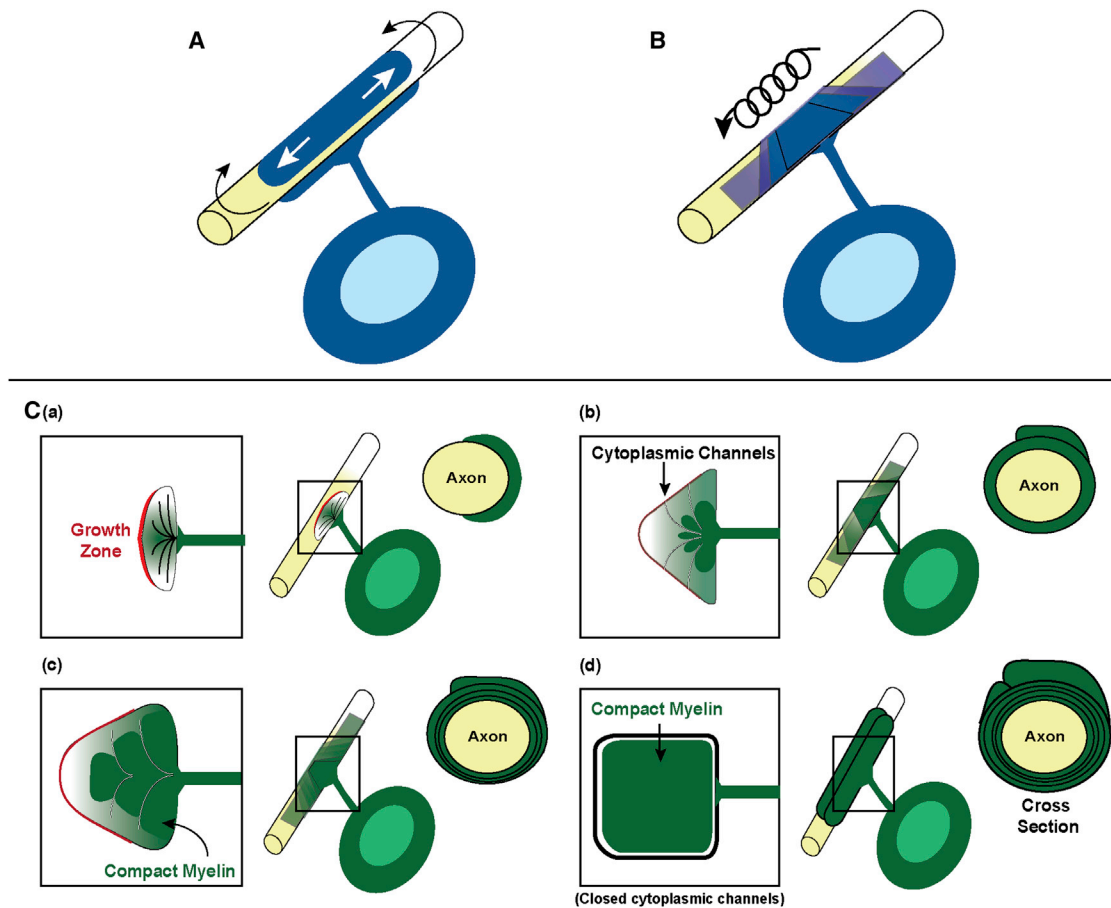 A
B
C (a)
Growth
Zone
Axon
(b)
Cytoplasmic Channels
Axon
(c)
Compact Myelin
Axon
(d)
Compact Myelin
(Closed cytoplasmic channels)
Axon
Cross
Section